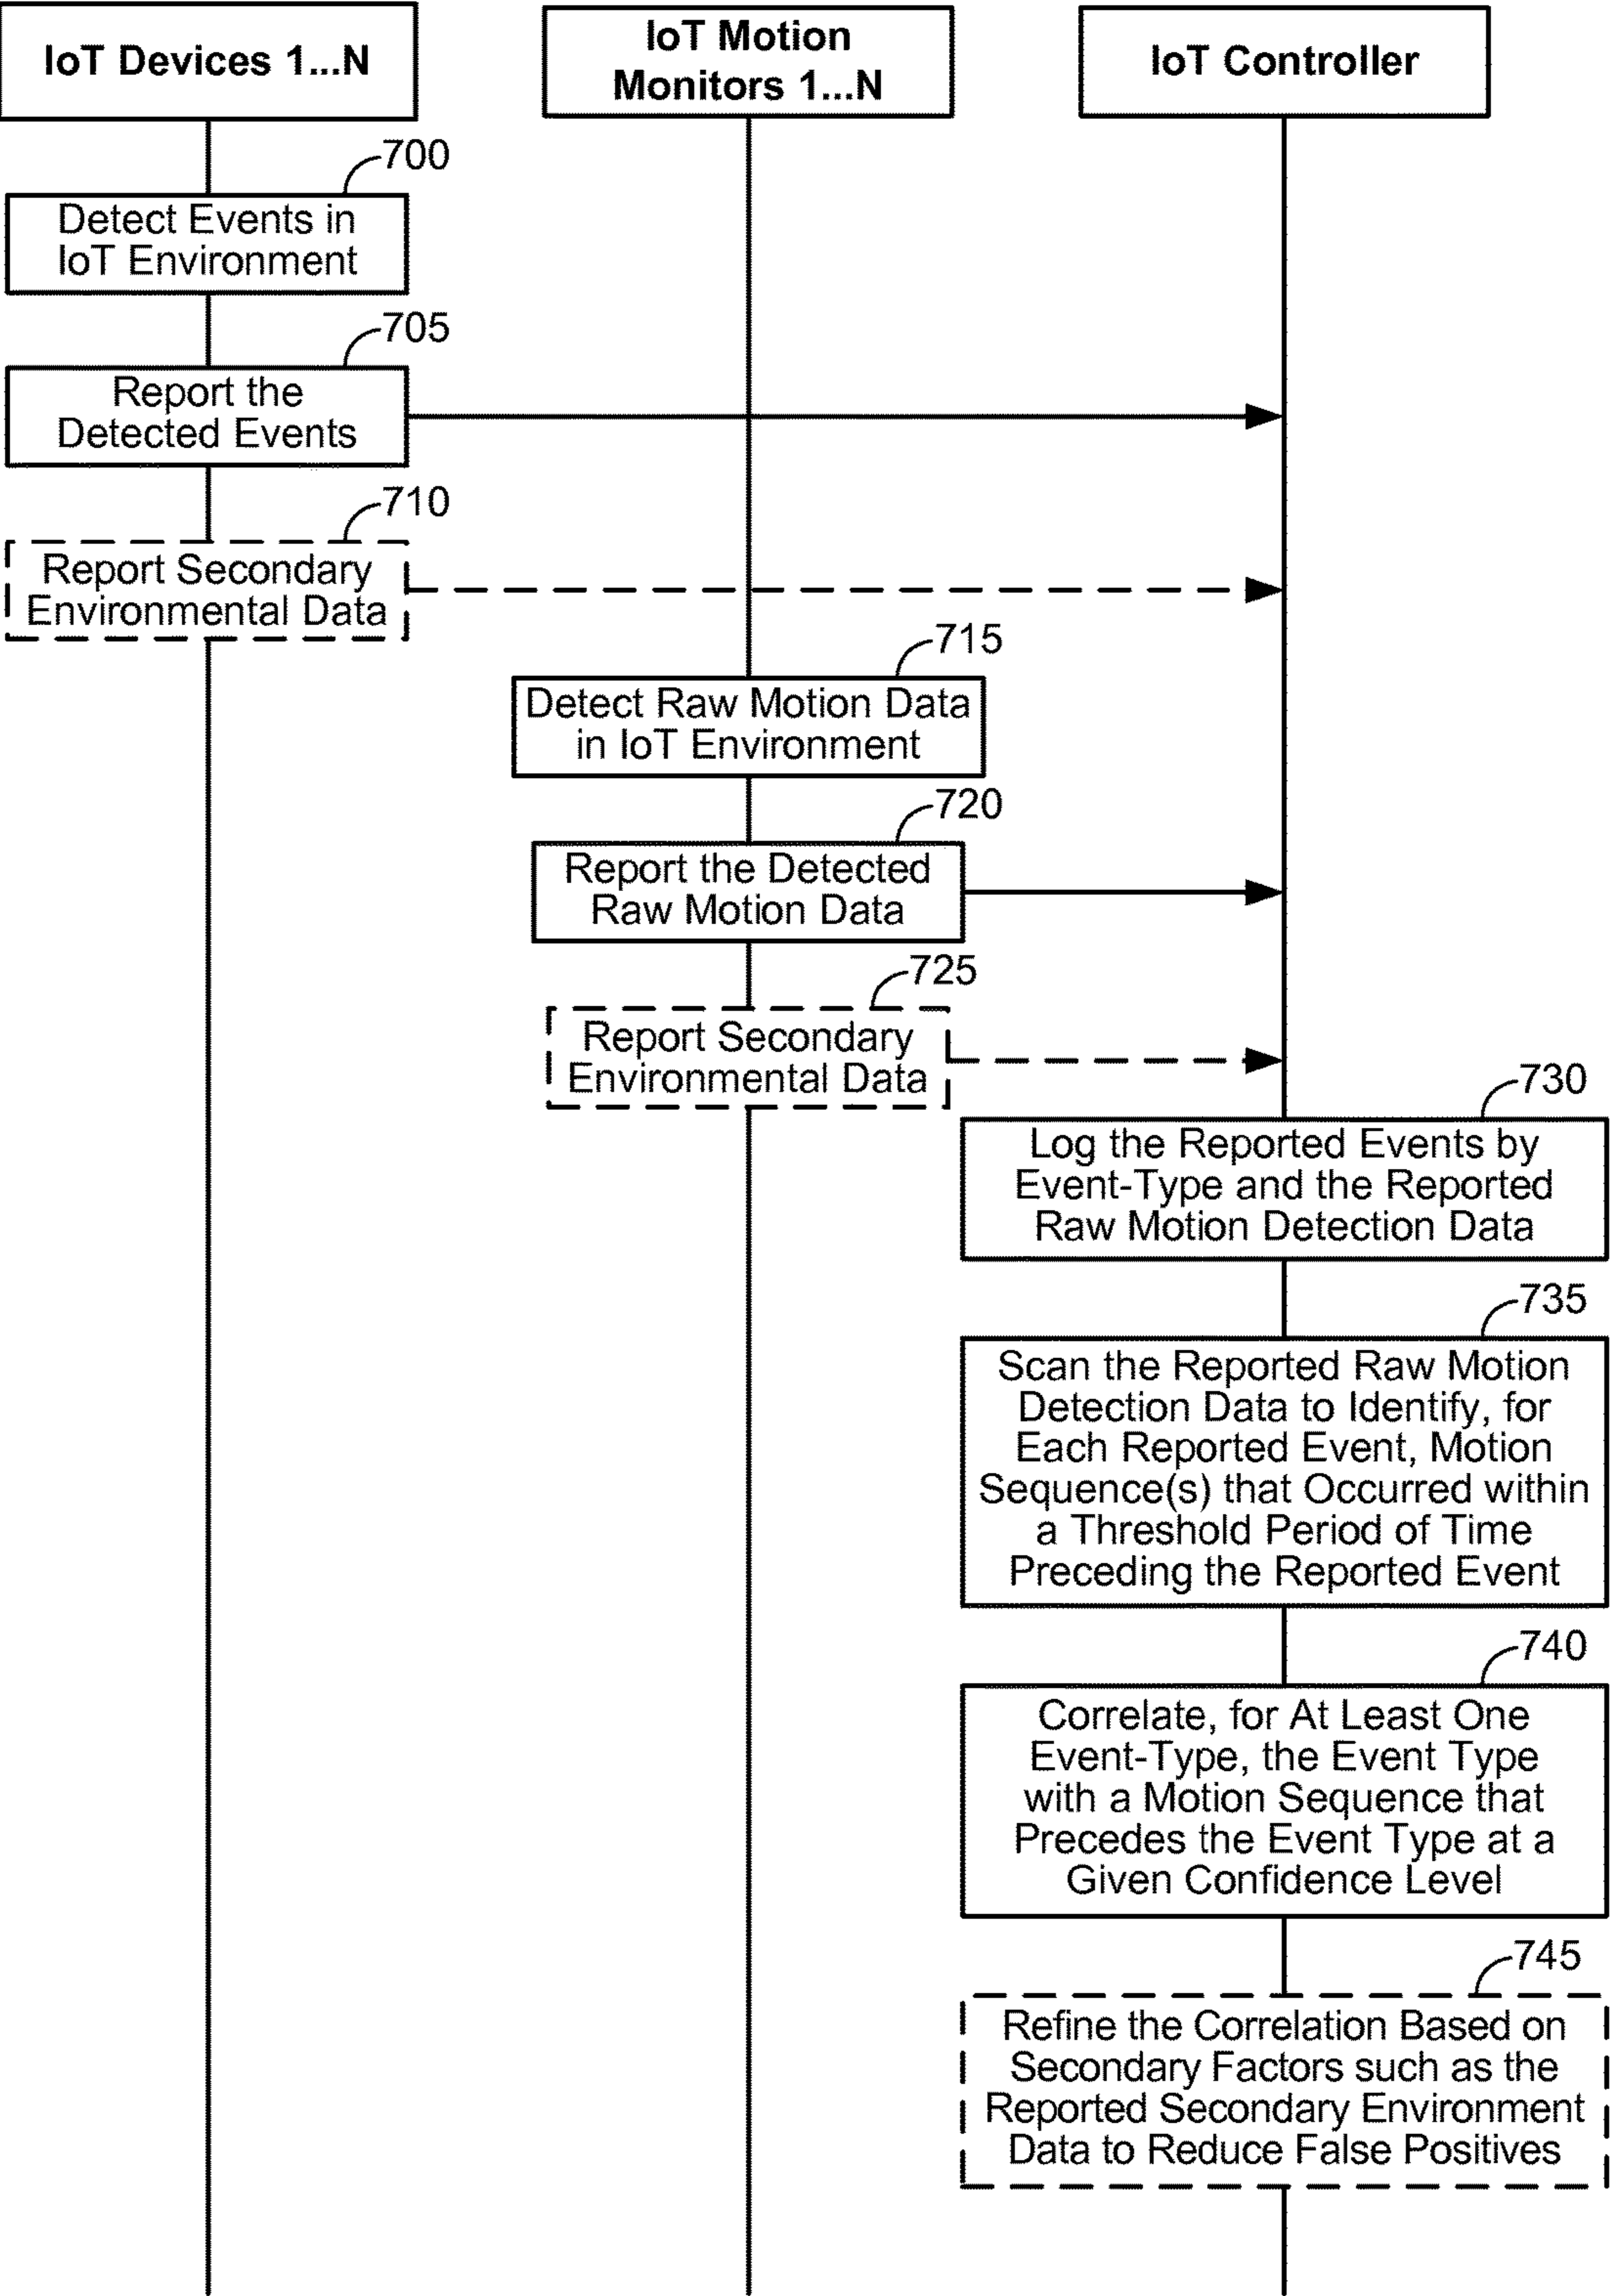 IoT Devices 1...N
IoT Motion
Monitors 1...N
IoT Controller
700
Detect Events in
IoT Environment
705
Report the
Detected Events
710
Report Secondary
Environmental Data
715
Detect Raw Motion Data
in IoT Environment
720
Report the Detected
Raw Motion Data
725
Report Secondary
Environmental Data
730
Log the Reported Events by
Event-Type and the Reported
Raw Motion Detection Data
735
Scan the Reported Raw Motion
Detection Data to Identify, for
Each Reported Event, Motion
Sequence(s) that Occurred within
a Threshold Period of Time
Preceding the Reported Event
740
Correlate, for At Least One
Event-Type, the Event Type
with a Motion Sequence that
Precedes the Event Type at a
Given Confidence Level
745
Refine the Correlation Based on
Secondary Factors such as the
Reported Secondary Environment
Data to Reduce False Positives